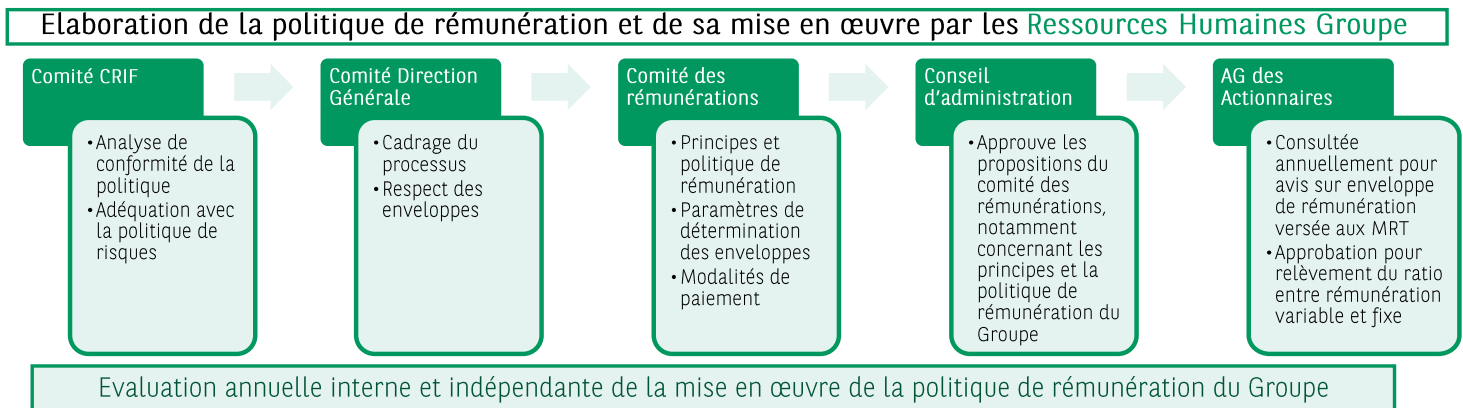 Elaboration de la politique de rémunération et de sa mise en œuvre par les Ressources Humaines Groupe
Comité CRIF
• Analyse de
conformité de la
politique
• Adéquation avec
la politique de
risques
Comité Direction
Générale
• Cadrage du
processus
• Respect des
enveloppes
Comité des
rémunérations
• Principes et
politique de
rémunération
• Paramètres de
détermination
des enveloppes
• Modalités de
paiement
Conseil
d'administration
• Approuve les
propositions du
comité des
rémunérations,
notamment
concernant les
principes et la
politique de
rémunération du
Groupe
AG des
Actionnaires
• Consultée
annuellement pour
avis sur enveloppe
de rémunération
versée aux MRT
• Approbation pour
relèvement du ratio
entre rémunération
variable et fixe
Evaluation annuelle interne et indépendante de la mise en œuvre de la politique de rémunération du Groupe